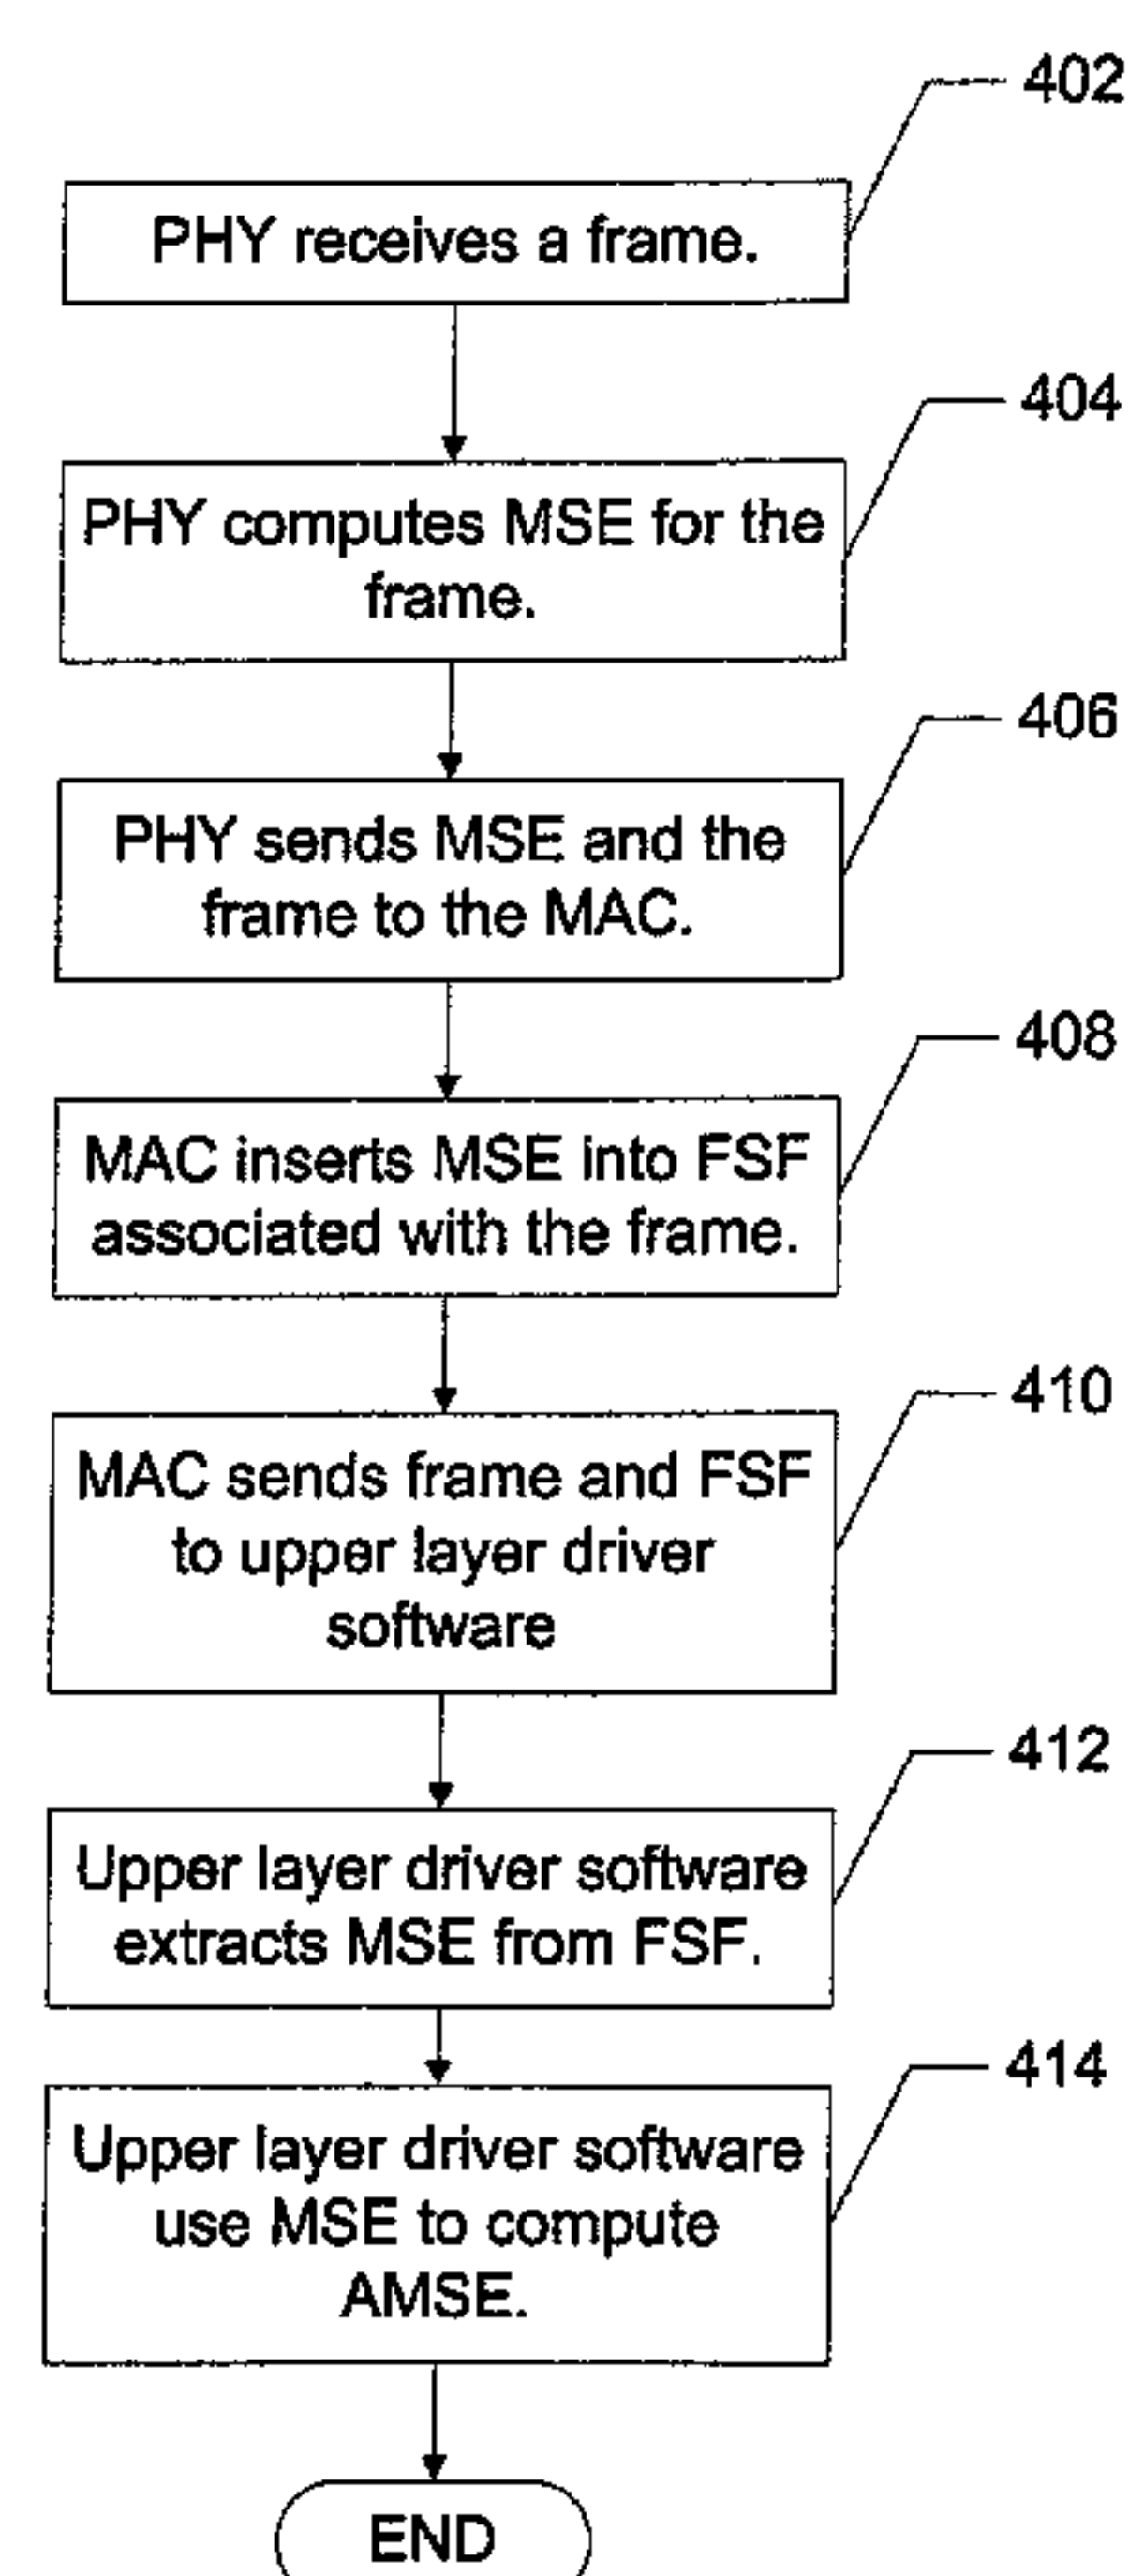 402
PHY receives a frame.
404
PHY computes MSE for the
frame.
406
PHY sends MSE and the
frame to the MAC.
408
MAC inserts MSE into FSF
associated with the frame.
410
MAC sends frame and FSF
to upper layer driver
software
412
Upper layer driver software
extracts MSE from FSF.
414
Upper layer driver software
use MSE to compute
AMSE.
END